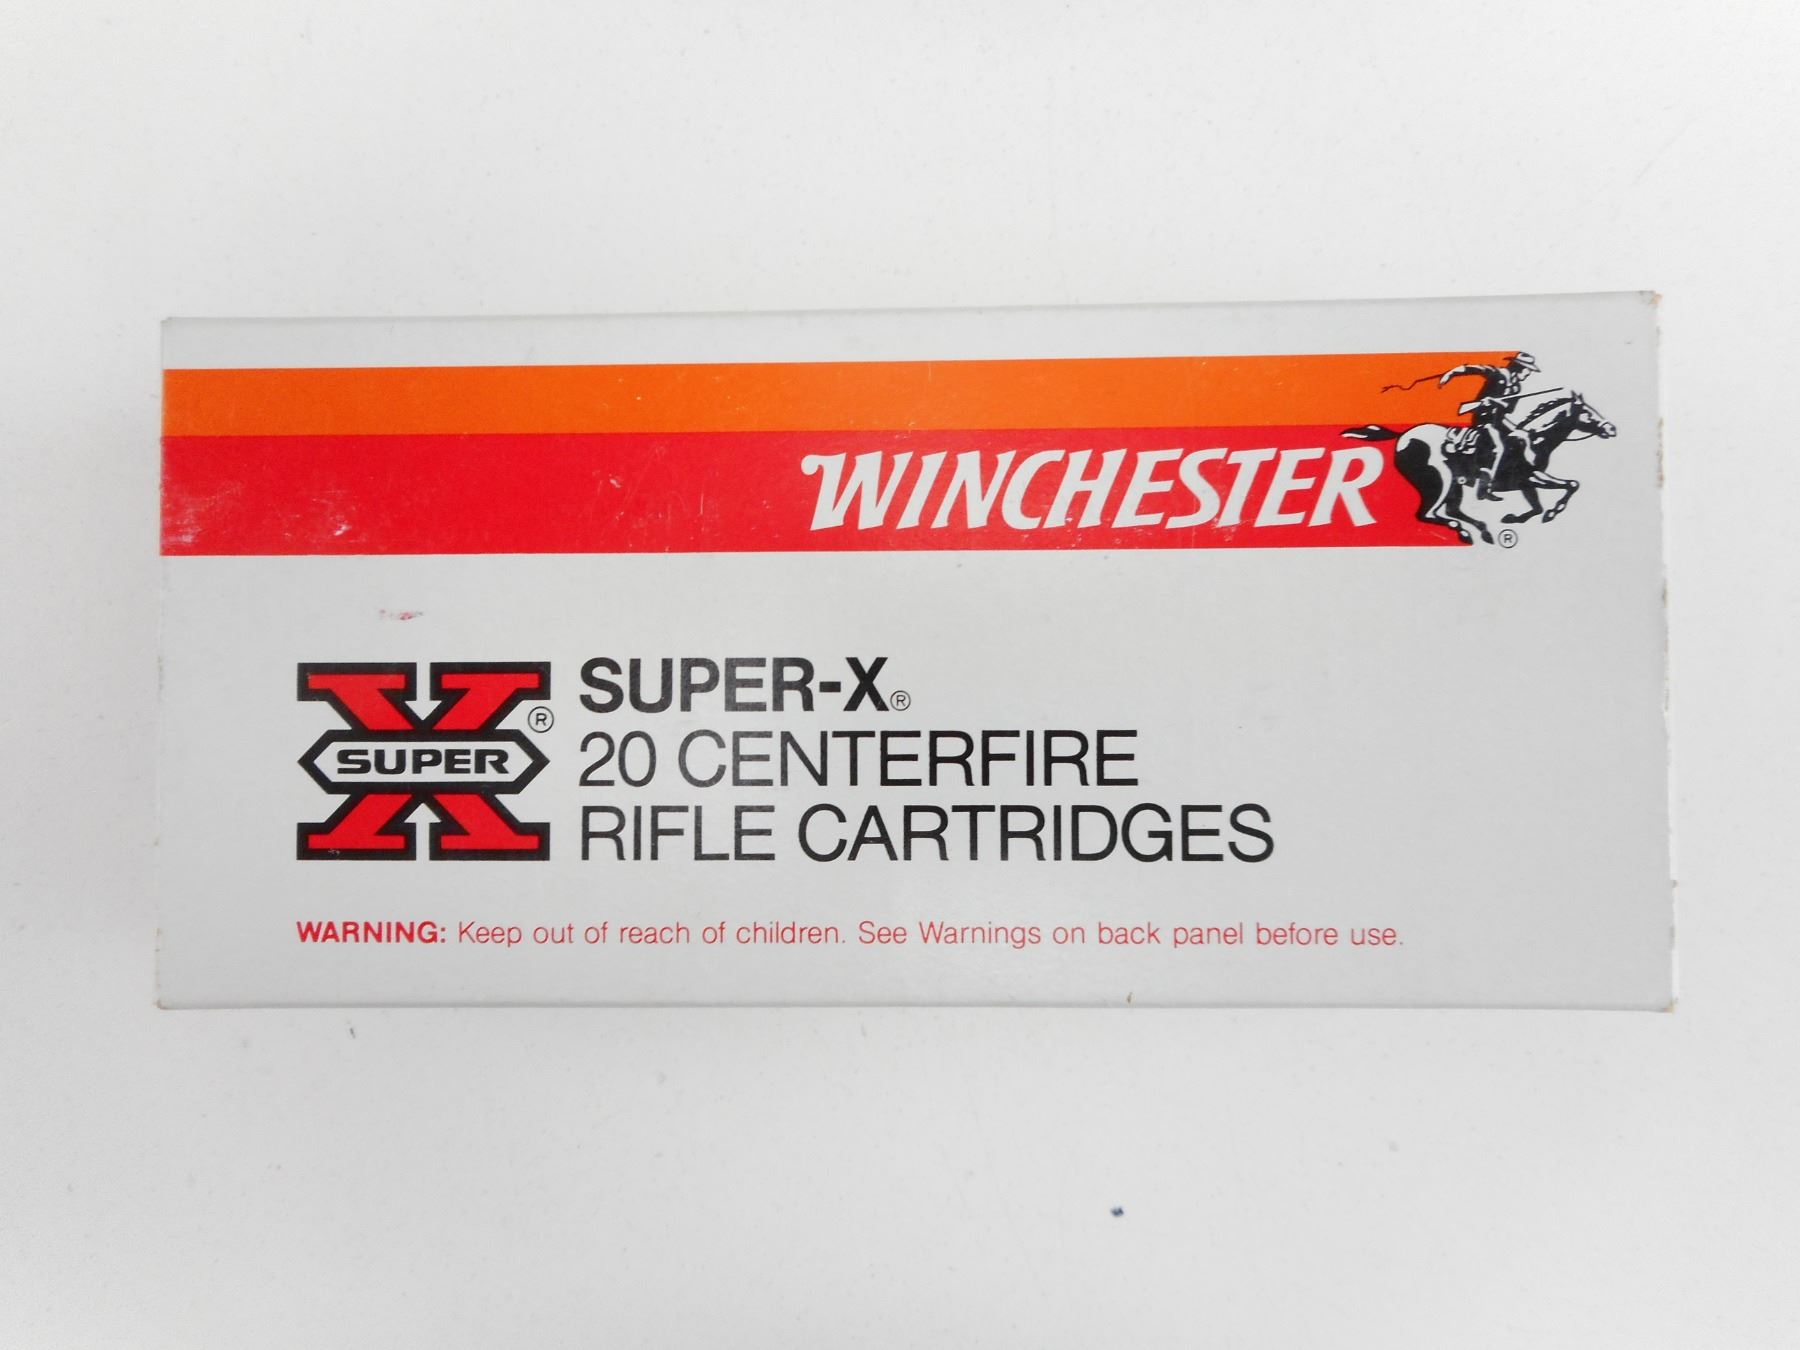 WINCHESTER
®
SUPER ®
SUPER-X®
20 CENTERFIRE
RIFLE CARTRIDGES
WARNING: Keep out of reach of children. See Warnings on back panel before use.